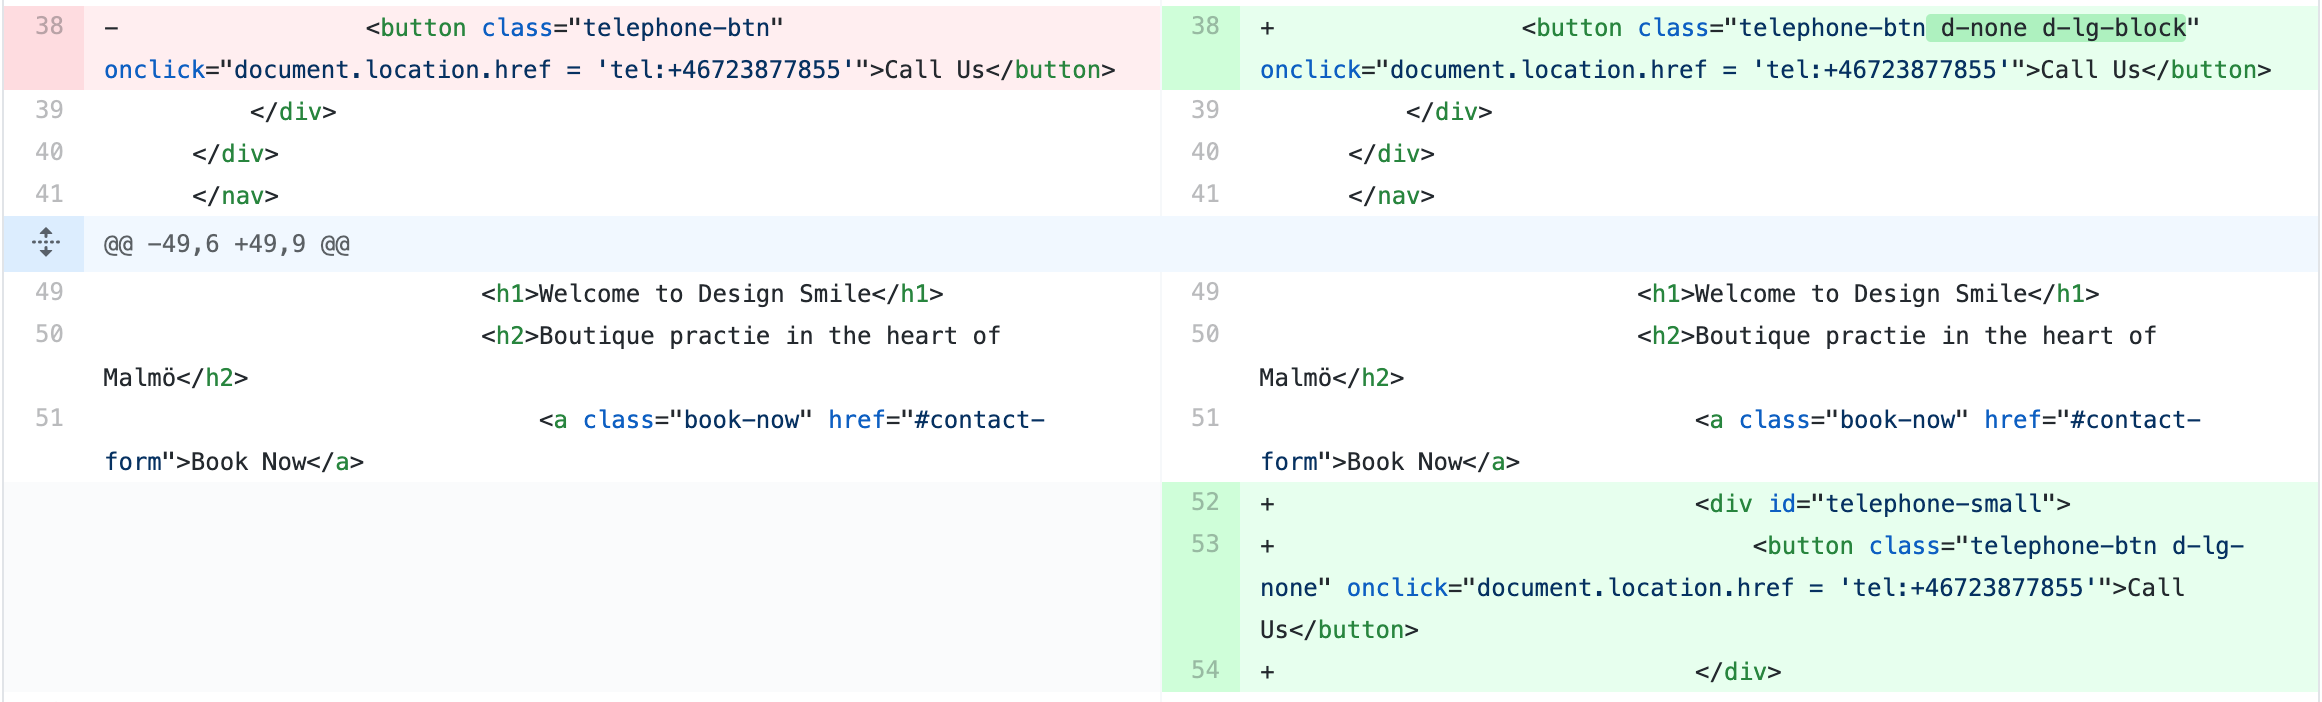 38 - <button class="telephone-btn"
onclick="document.location.href = 'tel:+46723877855'">Call Us</button>
39 </div>
40 </div>
41 </nav>
@@ -49,6 +49,9 @@
49 <h1>Welcome to Design Smile</h1>
50 <h2>Boutique practie in the heart of
Malmö</h2>
51 <a class="book-now" href="#contact-
form">Book Now</a>
38 + <button class="telephone-btn d-none d-lg-block"
onclick="document.location.href = 'tel:+46723877855'">Call Us</button>
39 </div>
40 </div>
41 </nav>
49 <h1>Welcome to Design Smile</h1>
50 <h2>Boutique practie in the heart of
Malmö</h2>
51 <a class="book-now" href="#contact-
form">Book Now</a>
52 + <div id="telephone-small">
53 + <button class="telephone-btn d-lg-
none" onclick="document.location.href = 'tel:+46723877855'">Call
Us</button>
54 + </div>